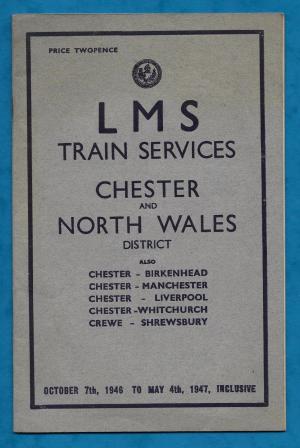 PRICE TWOPENCE
LMS
TRAIN SERVICES
CHESTER
AND
NORTH WALES
DISTRICT
ALSO
CHESTER - BIRKENHEAD
CHESTER - MANCHESTER
CHESTER - LIVERPOOL
CHESTER - WHITCHURCH
CREWE - SHREWSBURY
OCTOBER 7th, 1946 TO MAY 4th, 1947, INCLUSIVE